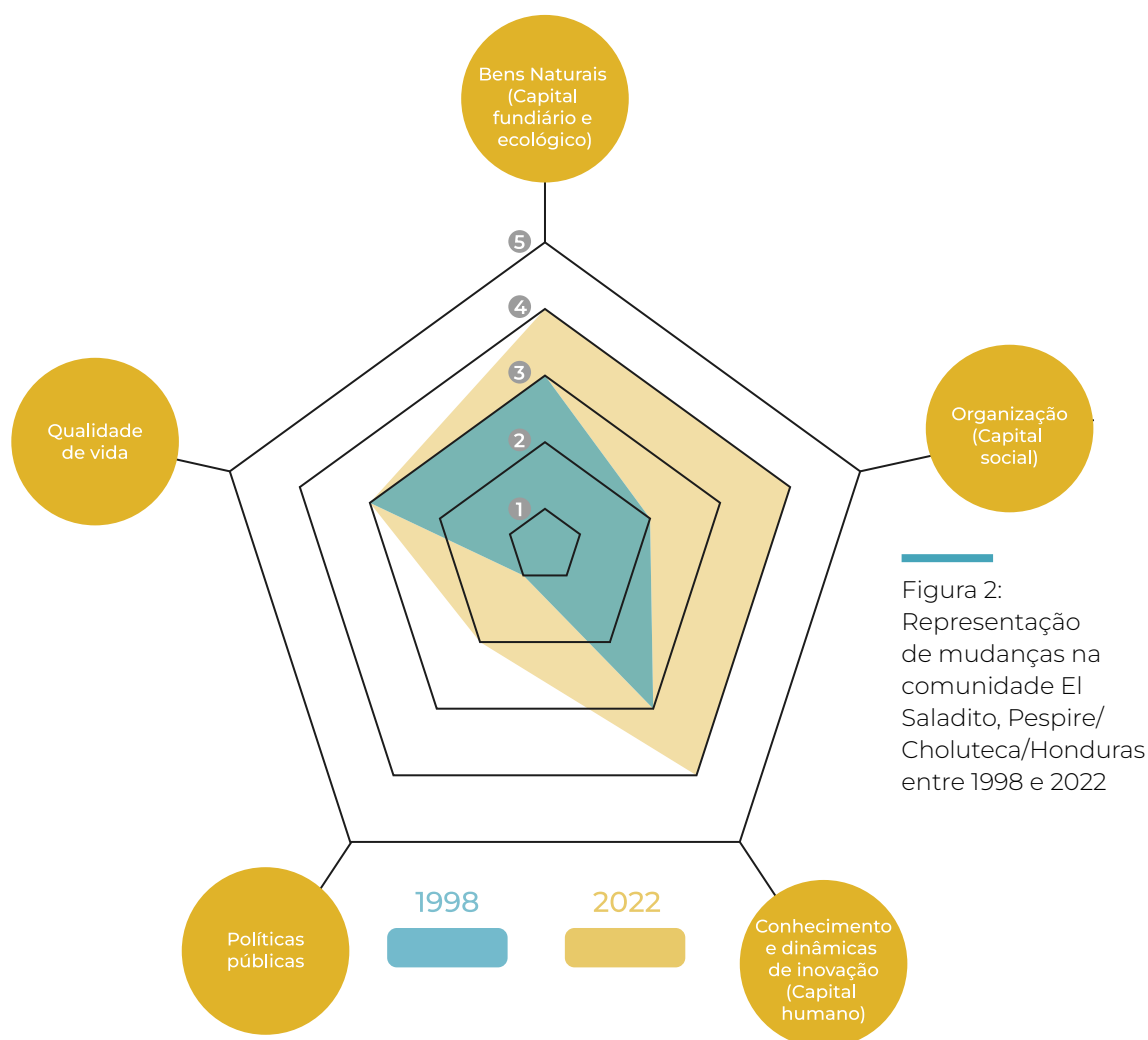 Bens Naturais
(Capital
fundiário e
ecológico)
5
4
3
2
1
Qualidade
de vida
Organização
(Capital
social)
Figura 2:
Representação
de mudanças na
comunidade El
Saladito, Pespire/
Choluteca/Honduras
entre 1998 e 2022
Políticas
públicas
1998
2022
Conhecimento
e dinâmicas
de inovação
(Capital
humano)